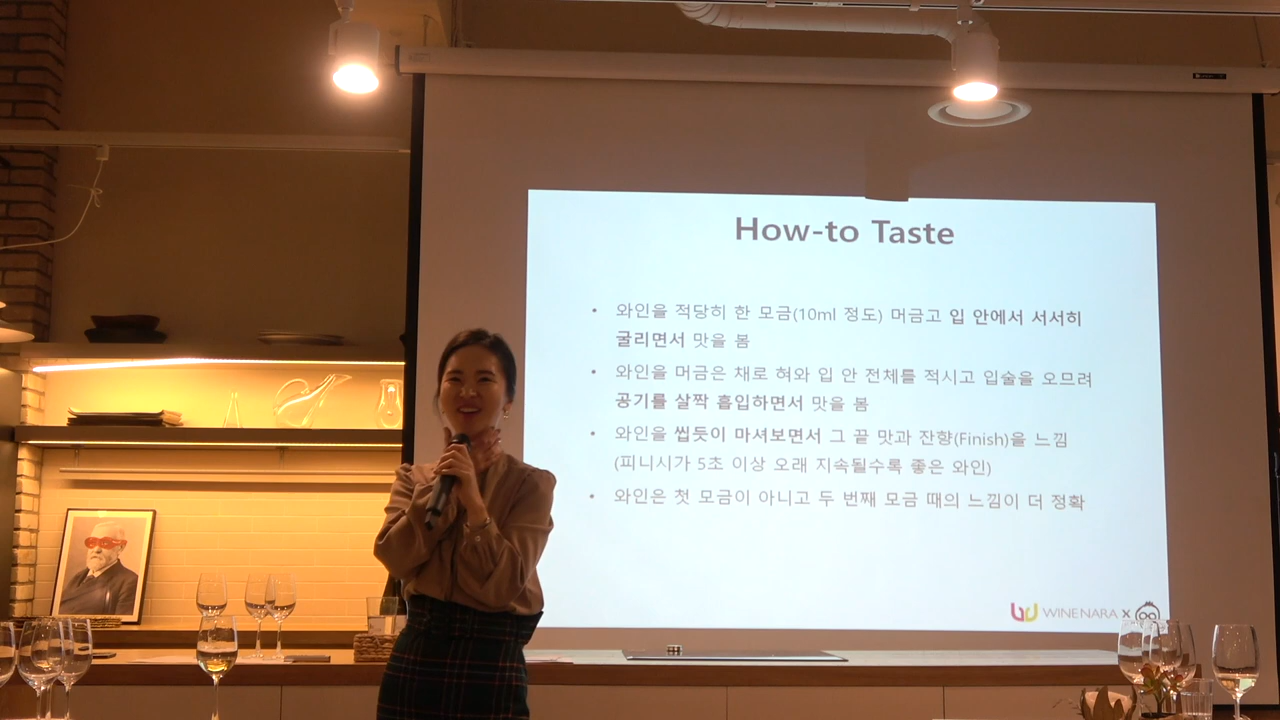 How-to Taste
• 와인을 적당히 한 모금(10ml 정도) 머금고 입 안에서 서서히
굴리면서 맛을 봄
• 와인을 머금은 채로 혀와 입 안 전체를 적시고 입술을 오므려
공기를 살짝 흡입하면서 맛을 봄
• 와인을 씹듯이 마셔보면서 그 끝 맛과 잔향(Finish)을 느낌
(피니시가 5초 이상 오래 지속될수록 좋은 와인)
• 와인은 첫 모금이 아니고 두 번째 모금 때의 느낌이 더 정확
WINE NARA X